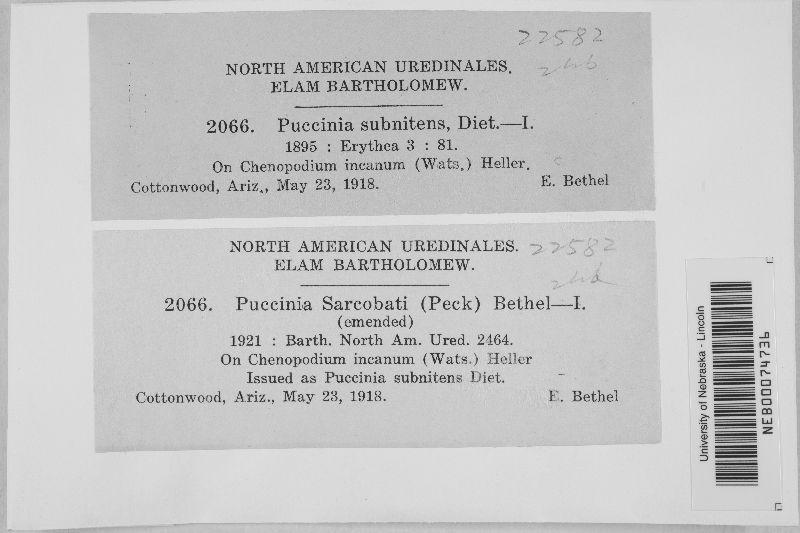 22582
NORTH AMERICAN UREDINALES.
ELAM BARTHOLOMEW.
2066. Puccinia subnitens, Diet.—I.
1895 : Erythea 3 : 81.
On Chenopodium incanum (Wats.) Heller.
Cottonwood, Ariz., May 23, 1918. E. Bethel
NORTH AMERICAN UREDINALES. 22582
ELAM BARTHOLOMEW.
2066. Puccinia Sarcobati (Peck) Bethel—I.
(emended)
1921 : Barth. North Am. Ured. 2464.
On Chenopodium incanum (Wats.) Heller
Issued as Puccinia subnitens Diet.
Cottonwood, Ariz., May 23, 1918. E. Bethel
University of Nebraska - Lincoln
NEB00074736